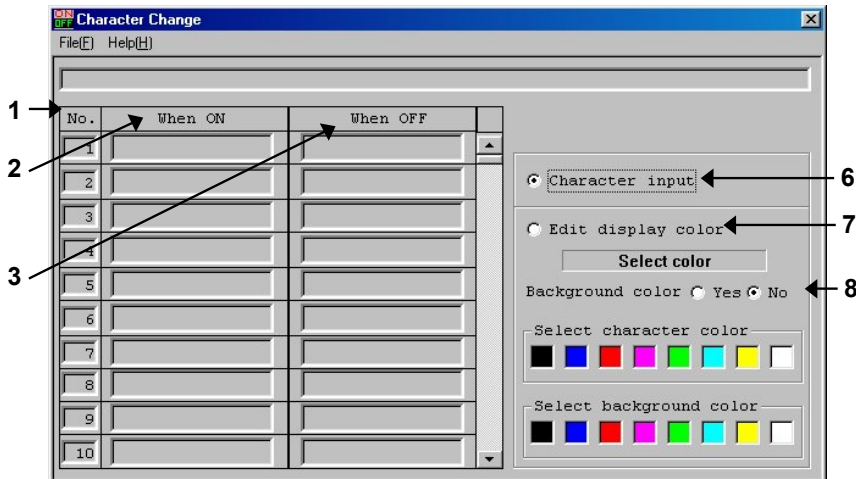 ON
OFF Character Change
File(F) Help(H)
1
No. When ON When OFF
2
3
1
2
3
4
5
6
7
8
9
10
Character input 6
Edit display color 7
Select color
Background color Yes No 8
Select character color
Select background color